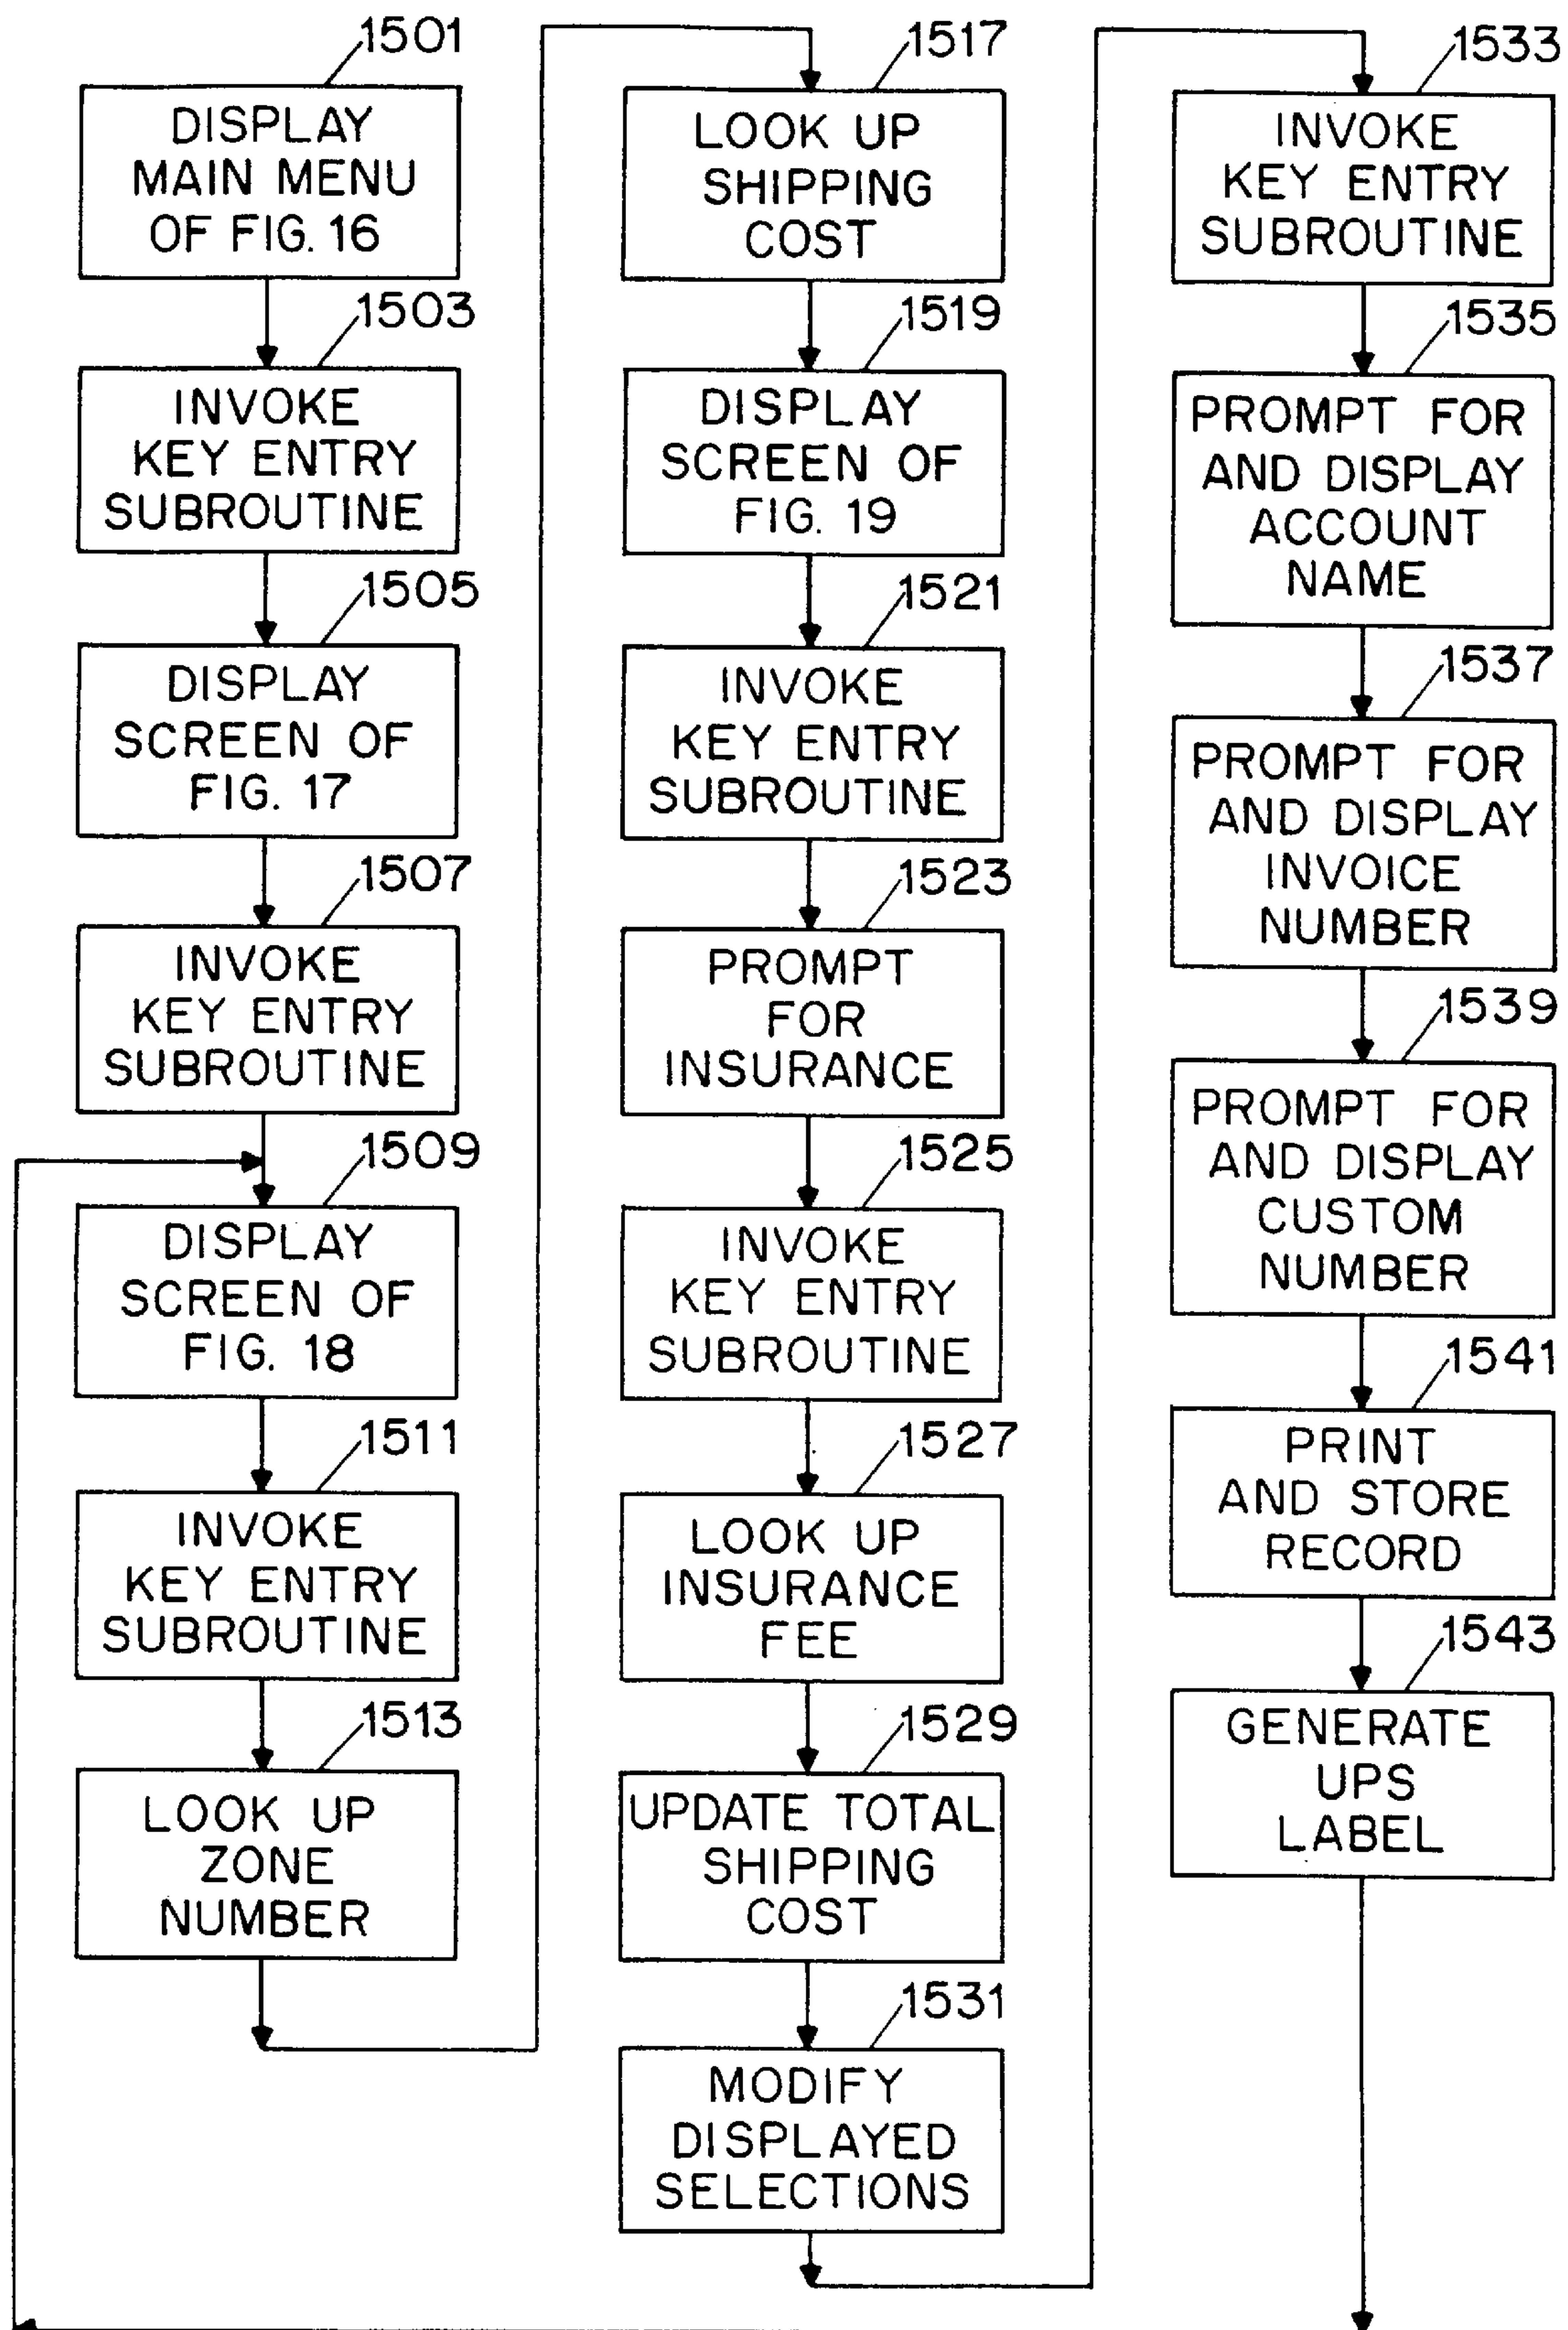 1501
DISPLAY
MAIN MENU
OF FIG. 16
1503
INVOKE
KEY ENTRY
SUBROUTINE
1505
DISPLAY
SCREEN OF
FIG. 17
1507
INVOKE
KEY ENTRY
SUBROUTINE
1509
DISPLAY
SCREEN OF
FIG. 18
1511
INVOKE
KEY ENTRY
SUBROUTINE
1513
LOOK UP
ZONE
NUMBER
1517
LOOK UP
SHIPPING
COST
1519
DISPLAY
SCREEN OF
FIG. 19
1521
INVOKE
KEY ENTRY
SUBROUTINE
1523
PROMPT
FOR
INSURANCE
1525
INVOKE
KEY ENTRY
SUBROUTINE
1527
LOOK UP
INSURANCE
FEE
1529
UPDATE TOTAL
SHIPPING
COST
1531
MODIFY
DISPLAYED
SELECTIONS
1533
INVOKE
KEY ENTRY
SUBROUTINE
1535
PROMPT FOR
AND DISPLAY
ACCOUNT
NAME
1537
PROMPT FOR
AND DISPLAY
INVOICE
NUMBER
1539
PROMPT FOR
AND DISPLAY
CUSTOM
NUMBER
1541
PRINT
AND STORE
RECORD
1543
GENERATE
UPS
LABEL